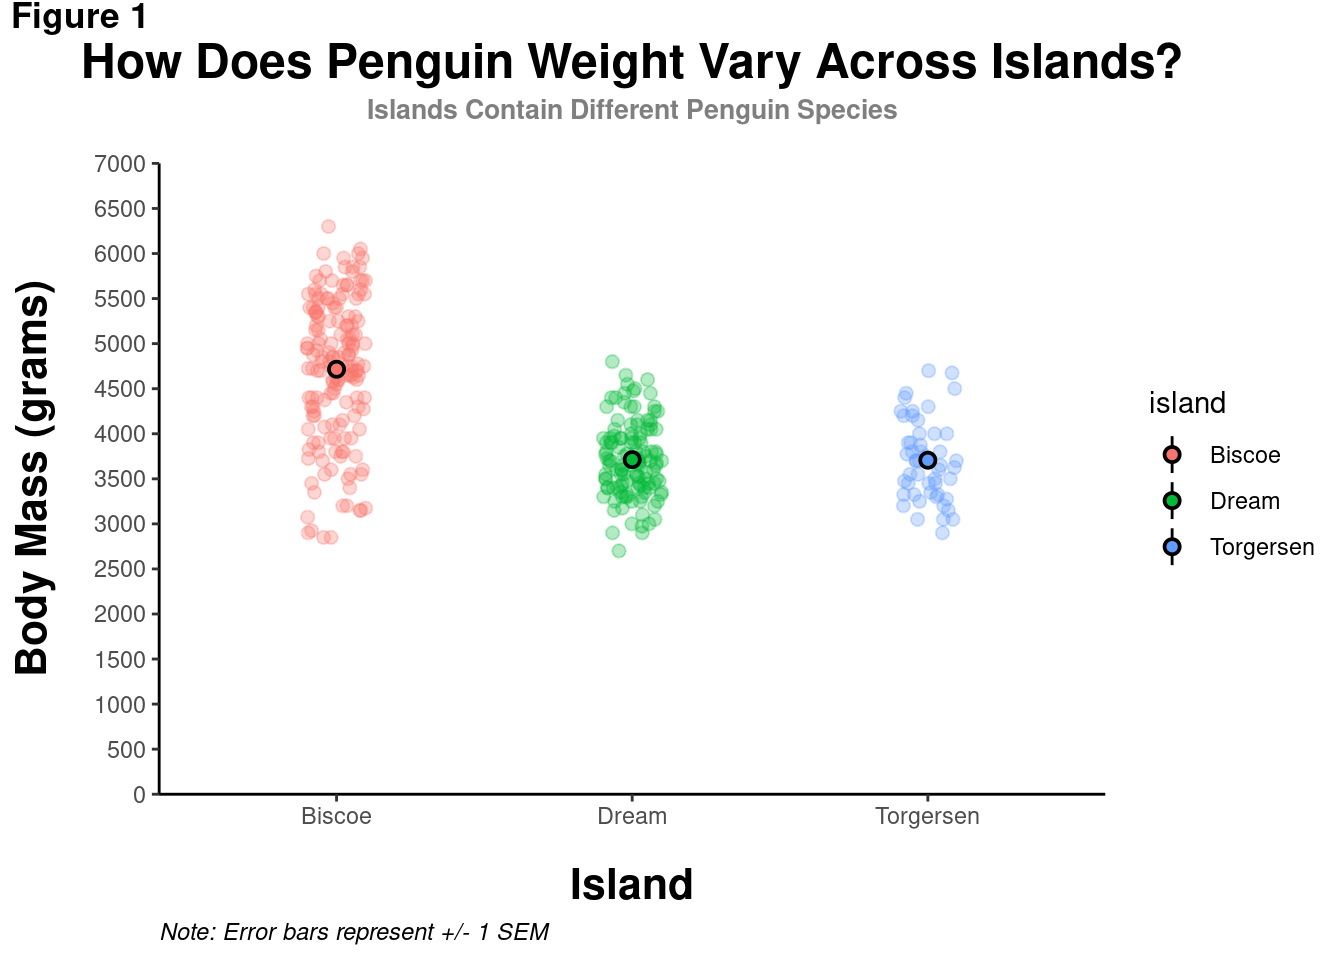 Figure 1
How Does Penguin Weight Vary Across Islands?
Islands Contain Different Penguin Species
7000
6500
6000
5500
5000
4500
4000
3500
3000
2500
2000
1500
1000
500
0
Body Mass (grams)
Biscoe
Dream
Torgersen
Island
island
Biscoe
Dream
Torgersen
Note: Error bars represent +/- 1 SEM